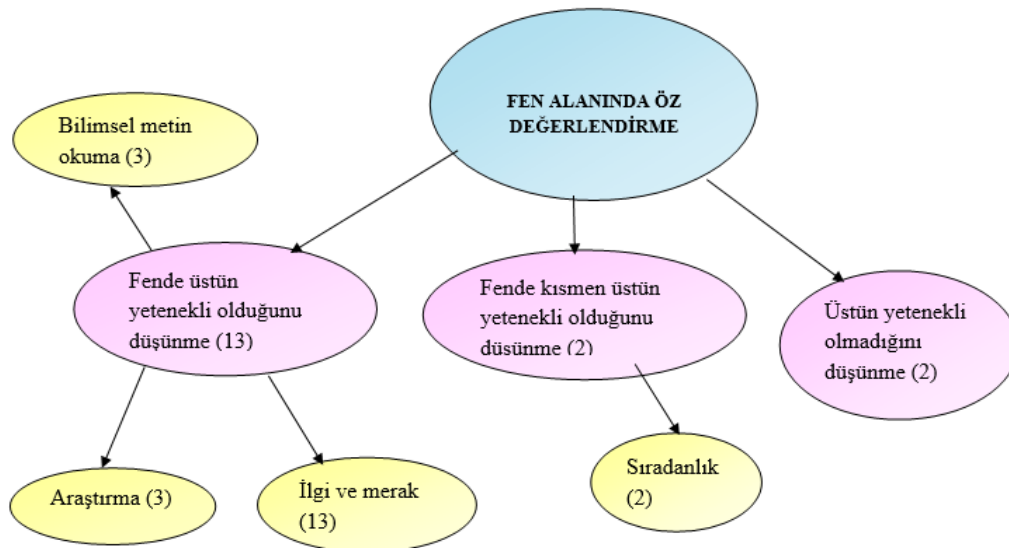 FEN ALANINDA ÖZ
DEĞERLENDİRME
Bilimsel metin
okuma (3)
Fende üstün
yetenekli olduğunu
düşünme (13)
Fende kısmen üstün
yetenekli olduğunu
düsünme (2)
Üstün yetenekli
olmadığını
düşünme (2)
Araştırma (3)
İlgi ve merak
(13)
Sıradanlık
(2)